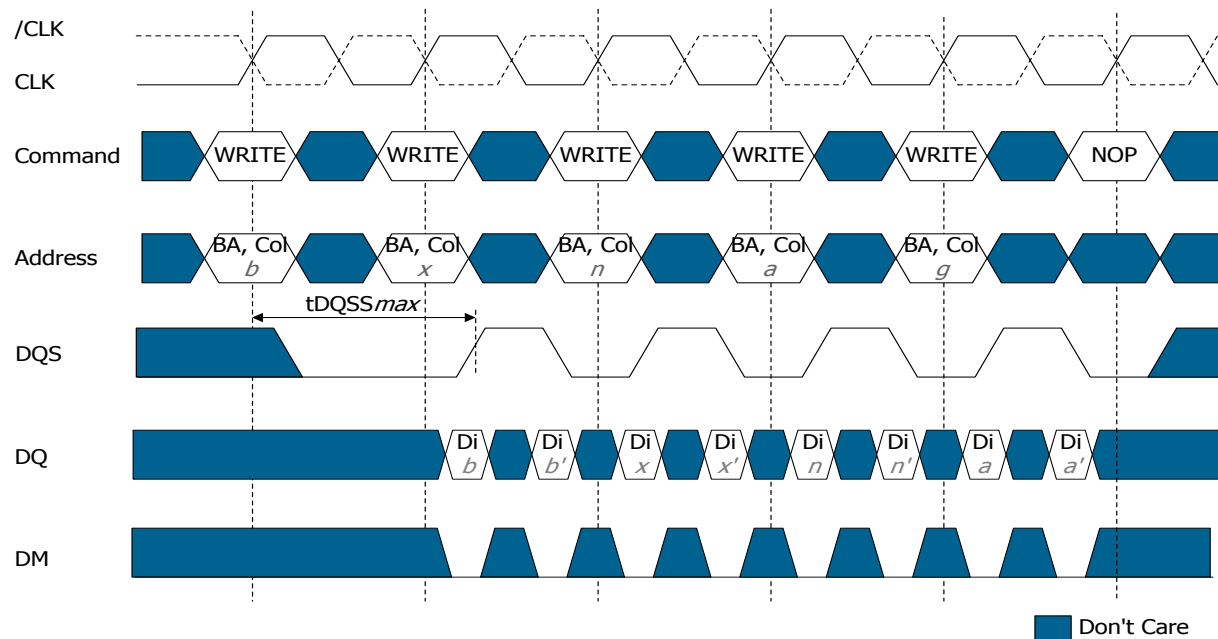 /CLK
CLK
Command
WRITE
WRITE
WRITE
WRITE
WRITE
NOP
Address
BA, Col
b
BA, Col
x
BA, Col
n
BA, Col
a
BA, Col
g
tDQSSmax
DQS
DQ
Di
b
Di
b'
Di
x
Di
x'
Di
n
Di
n'
Di
a
Di
a'
DM
Don't Care